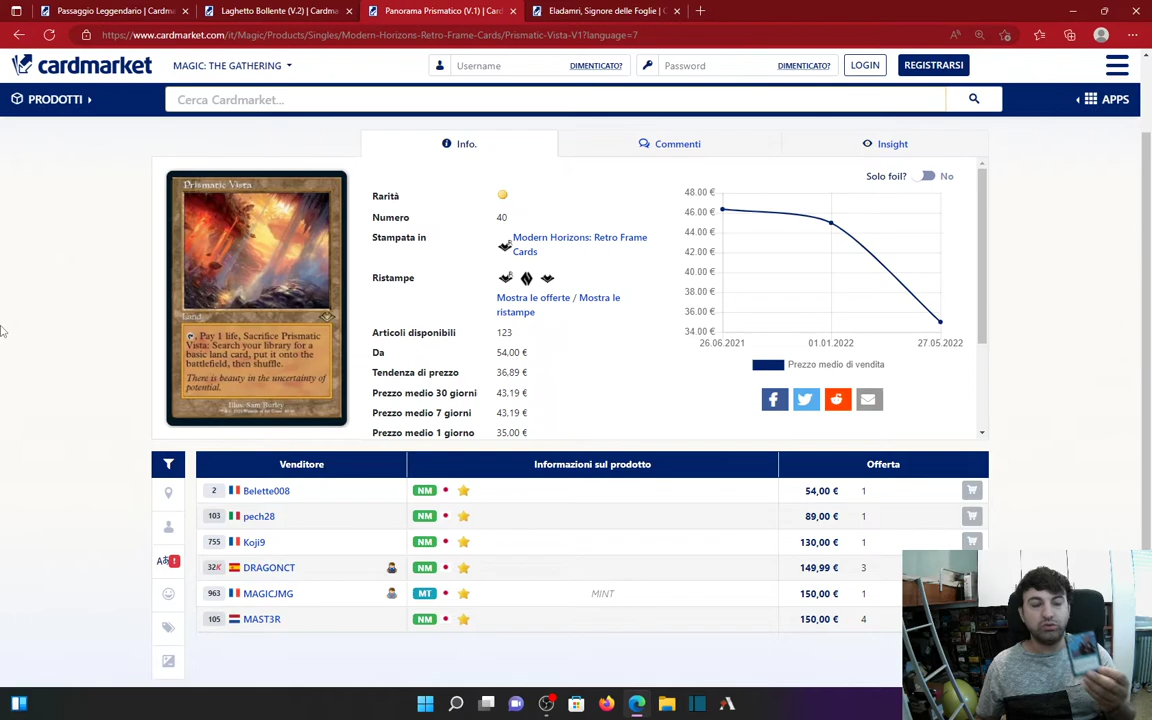 Passaggio Leggendario | Cardmark
Laghetto Bollente (V.2) | Cardma
Panorama Prismatico (V.1) | Card
Eladamri, Signore delle Foglie | C
https://www.cardmarket.com/it/Magic/Products/Singles/Modern-Horizons-Retro-Frame-Cards/Prismatic-Vista-V1?language=7
cardmarket
MAGIC: THE GATHERING
Username
DIMENTICATO?
Password
DIMENTICATO?
LOGIN
REGISTRARSI
PRODOTTI
Cerca Cardmarket...
APPS
Info.
Commenti
Insight
Prismatic Vista
Land
, Pay 1 life, Sacrifice Prismatic
Vista: Search your library for a
basic land card, put it onto the
battlefield, then shuffle.
There is beauty in the uncertainty of
potential.
Illus. Sam Burley
Rarità
Numero 40
Stampata in Modern Horizons: Retro Frame
Cards
Ristampe
Mostra le offerte / Mostra le
ristampe
Articoli disponibili 123
Da 54,00 €
Tendenza di prezzo 36,89 €
Prezzo medio 30 giorni 43,19 €
Prezzo medio 7 giorni 43,19 €
Prezzo medio 1 giorno 35,00 €
Solo foil? No
48.00 €
46.00 €
44.00 €
42.00 €
40.00 €
38.00 €
36.00 €
34.00 €
26.06.2021 01.01.2022 27.05.2022
Prezzo medio di vendita
Venditore Informazioni sul prodotto Offerta
2 Belette008 NM 54,00 € 1
103 pech28 NM 89,00 € 1
755 Koji9 NM 130,00 € 1
32K DRAGONCT NM 149,99 € 3
963 MAGICJMG MT MINT 150,00 € 1
105 MAST3R NM 150,00 € 4